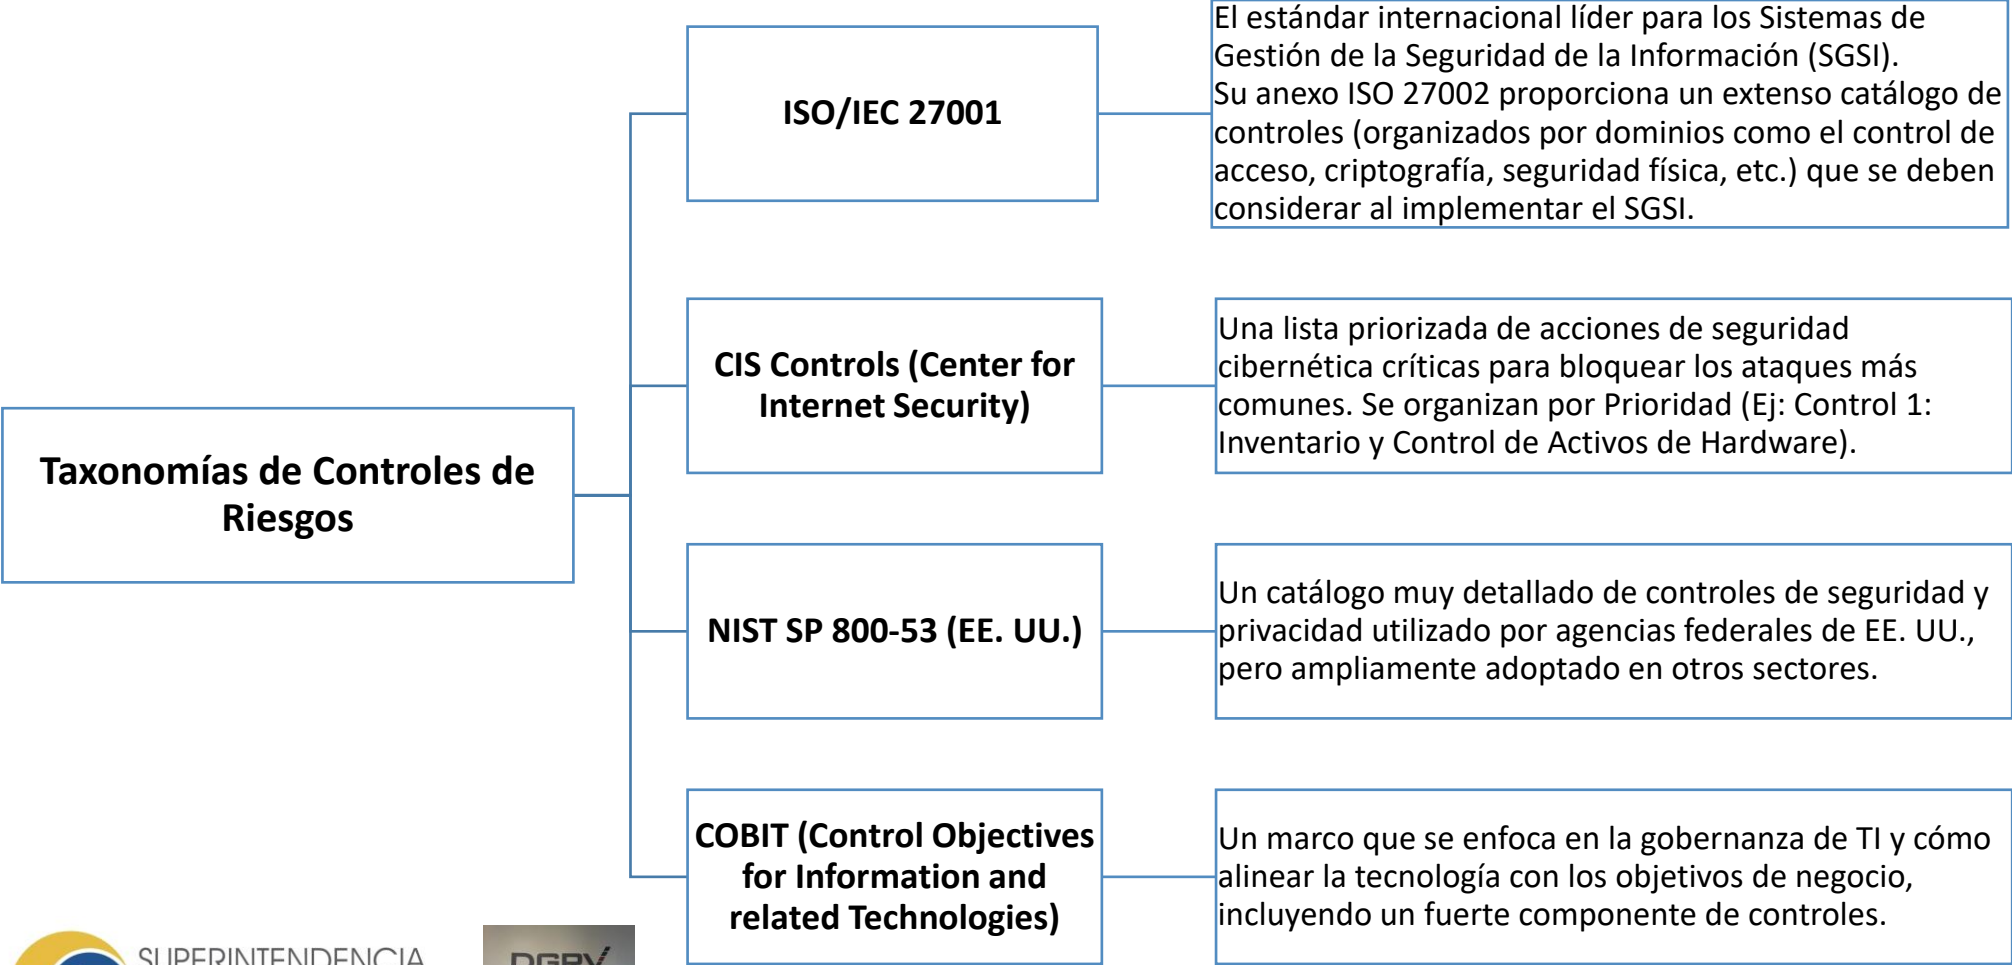 Taxonomías de Controles de
Riesgos
ISO/IEC 27001
El estándar internacional líder para los Sistemas de
Gestión de la Seguridad de la Información (SGSI).
Su anexo ISO 27002 proporciona un extenso catálogo de
controles (organizados por dominios como el control de
acceso, criptografía, seguridad física, etc.) que se deben
considerar al implementar el SGSI.
CIS Controls (Center for
Internet Security)
Una lista priorizada de acciones de seguridad
cibernética críticas para bloquear los ataques más
comunes. Se organizan por Prioridad (Ej: Control 1:
Inventario y Control de Activos de Hardware).
NIST SP 800-53 (EE. UU.)
Un catálogo muy detallado de controles de seguridad y
privacidad utilizado por agencias federales de EE. UU.,
pero ampliamente adoptado en otros sectores.
COBIT (Control Objectives
for Information and
related Technologies)
Un marco que se enfoca en la gobernanza de TI y cómo
alinear la tecnología con los objetivos de negocio,
incluyendo un fuerte componente de controles.
SUPERINTENDENCIA
DGRV